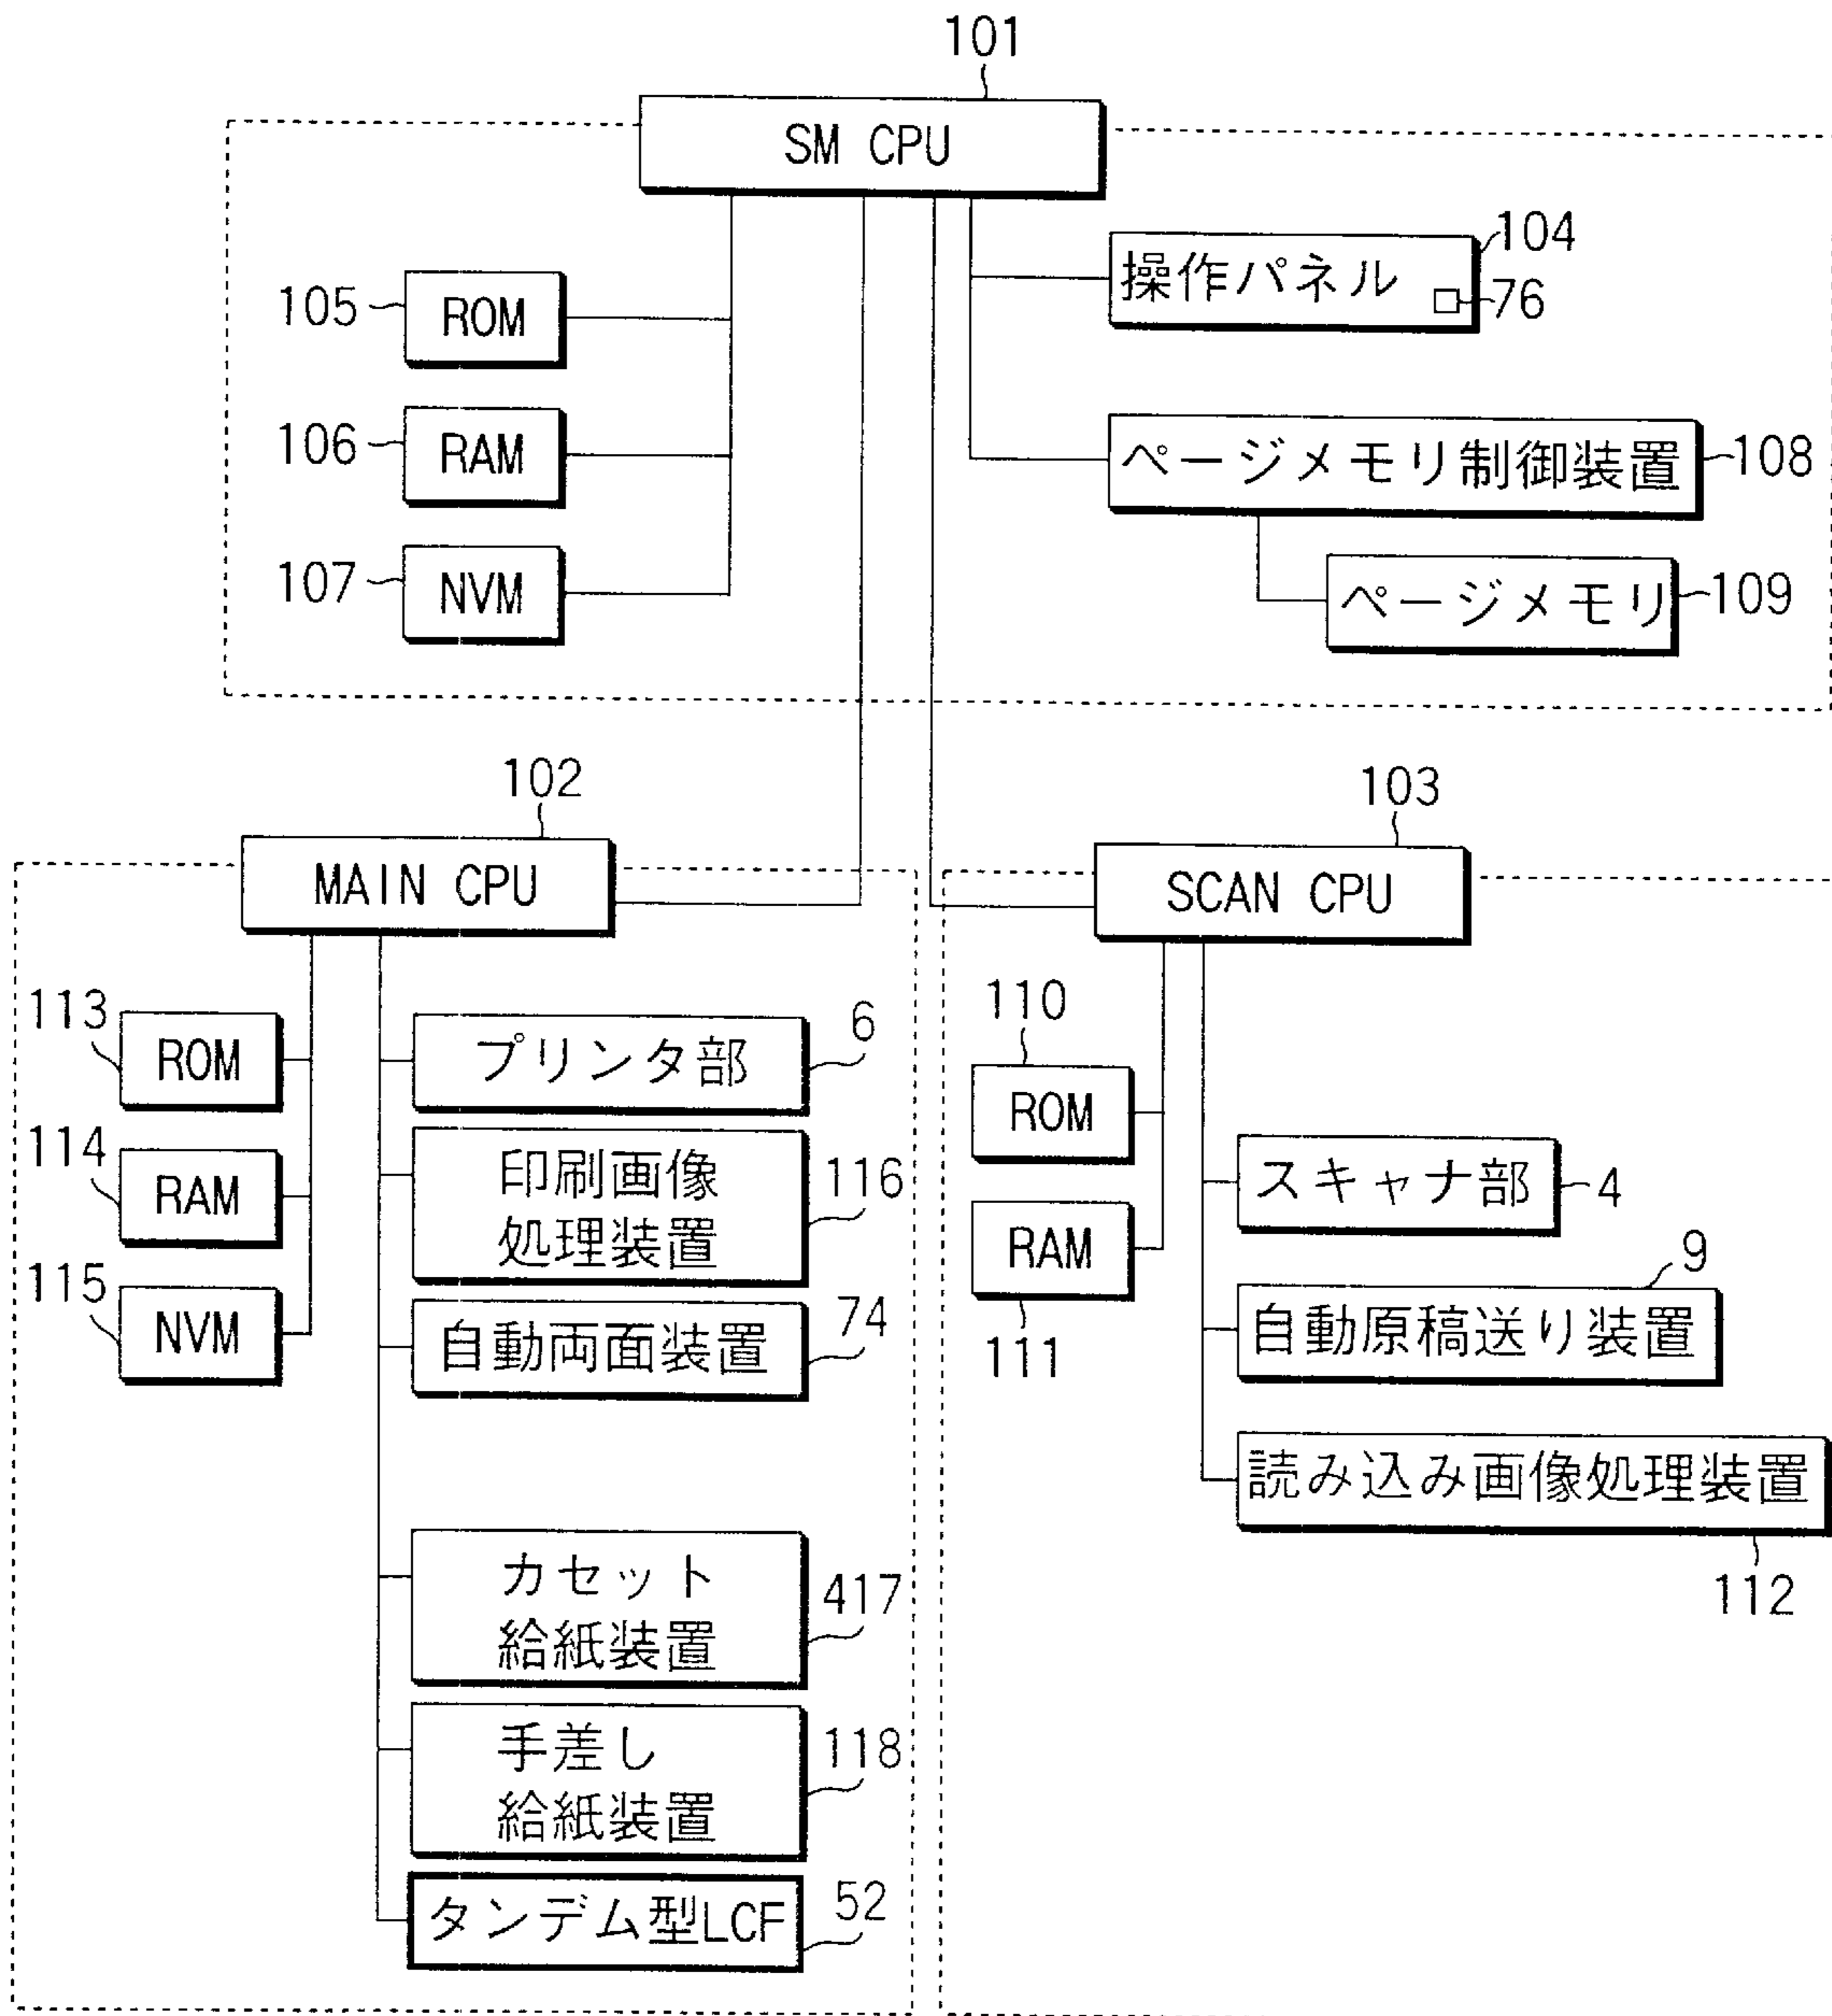 101
SM CPU
105
ROM
106
RAM
107
NVM
104
操作パネル
76
ページメモリ制御装置
108
ページメモリ
109
102
MAIN CPU
113
ROM
114
RAM
115
NVM
プリンタ部
6
印刷画像
処理装置
116
自動両面装置
74
カセット
給紙装置
417
手差し
給紙装置
118
タンデム型LCF
52
103
SCAN CPU
110
ROM
RAM
111
スキャナ部
4
9
自動原稿送り装置
読み込み画像処理装置
112